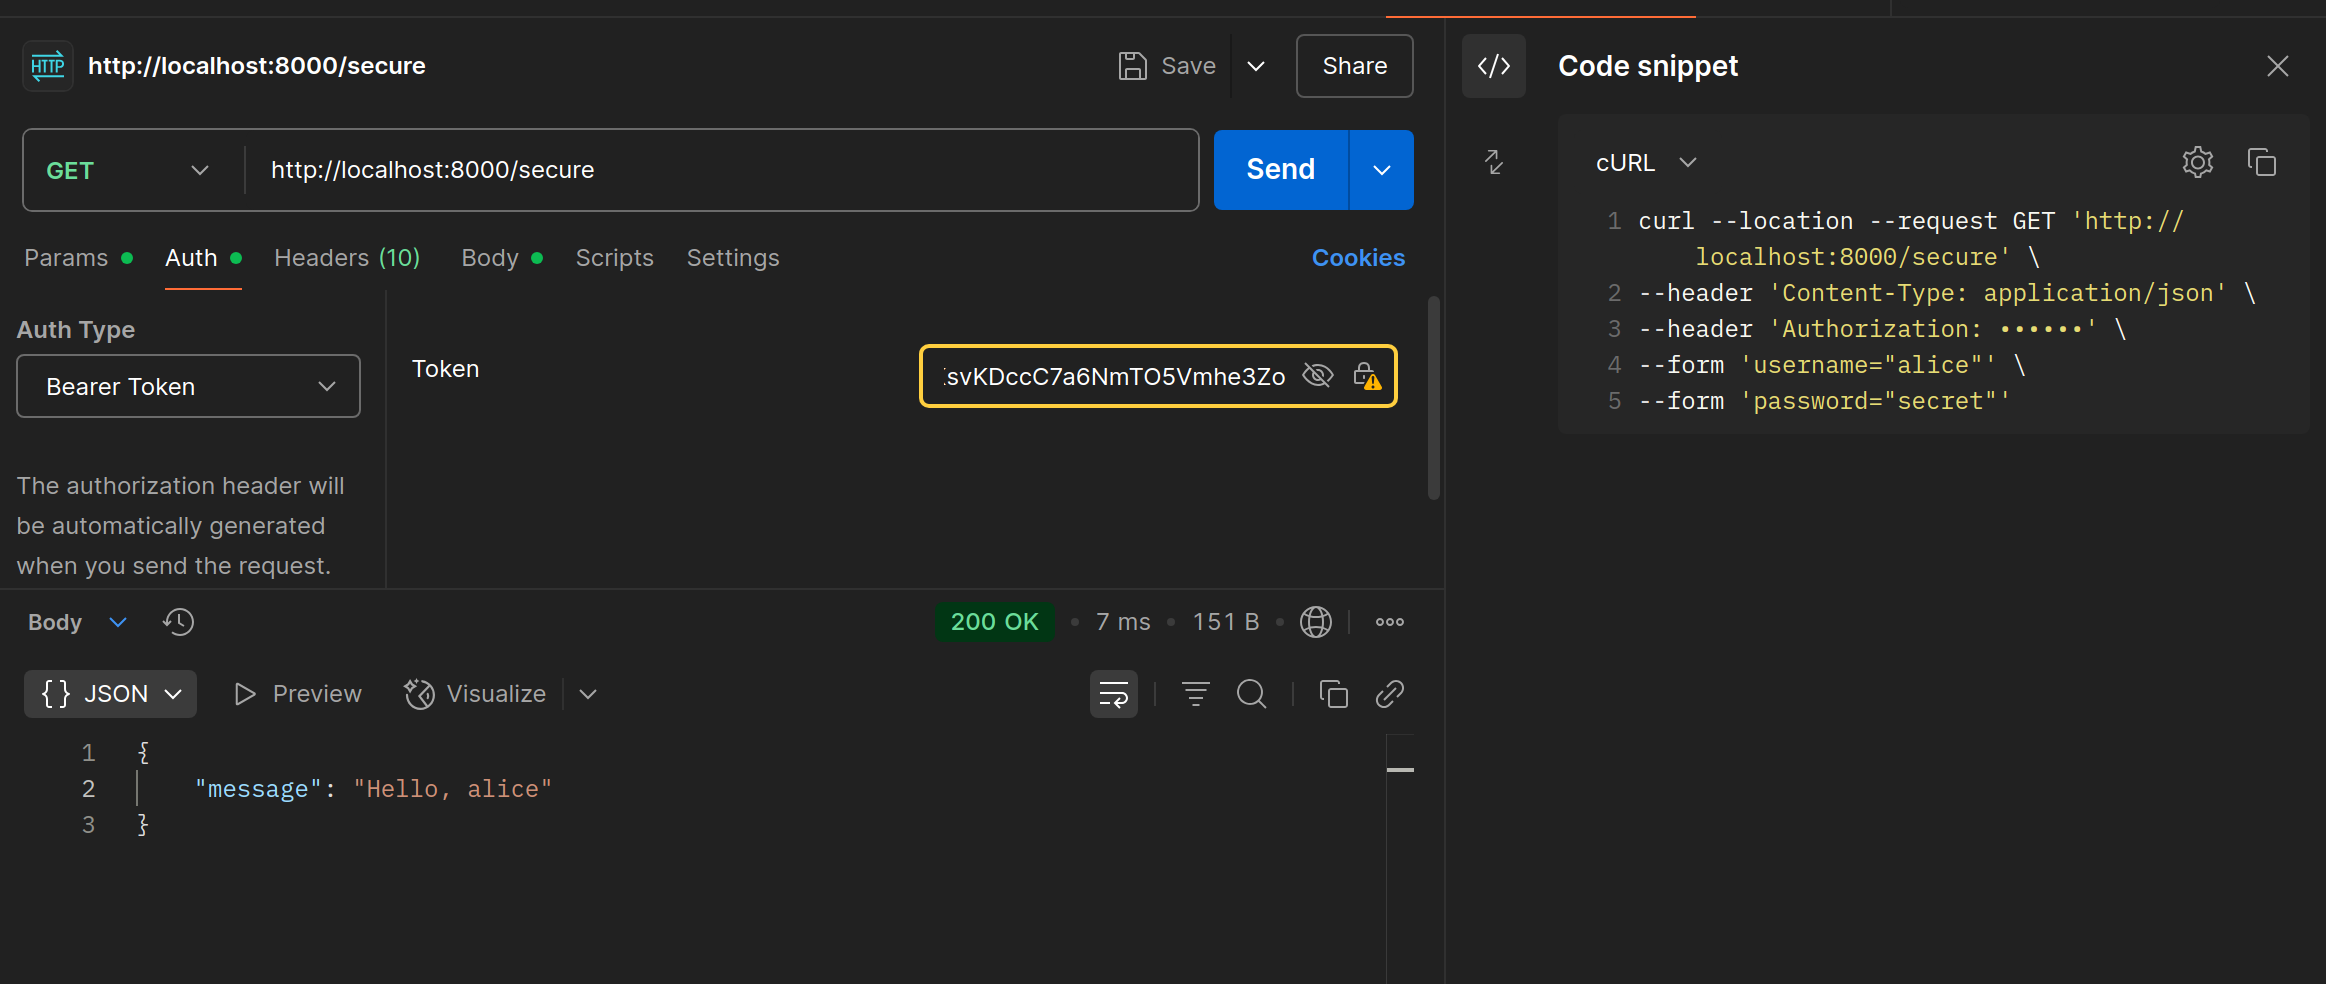 HTTP http://localhost:8000/secure
Save
Share
GET http://localhost:8000/secure
Send
Params Auth Headers (10) Body Scripts Settings
Cookies
Auth Type
Bearer Token
The authorization header will
be automatically generated
when you send the request.
Token
svKDccC7a6NmTO5Vmhe3Zo
Body
200 OK • 7 ms • 151 B
{} JSON Preview Visualize
1 {
2 "message": "Hello, alice"
3 }
</> Code snippet
cURL
1 curl --location --request GET 'http://
localhost:8000/secure' \
2 --header 'Content-Type: application/json' \
3 --header 'Authorization: ••••••' \
4 --form 'username="alice"' \
5 --form 'password="secret"'